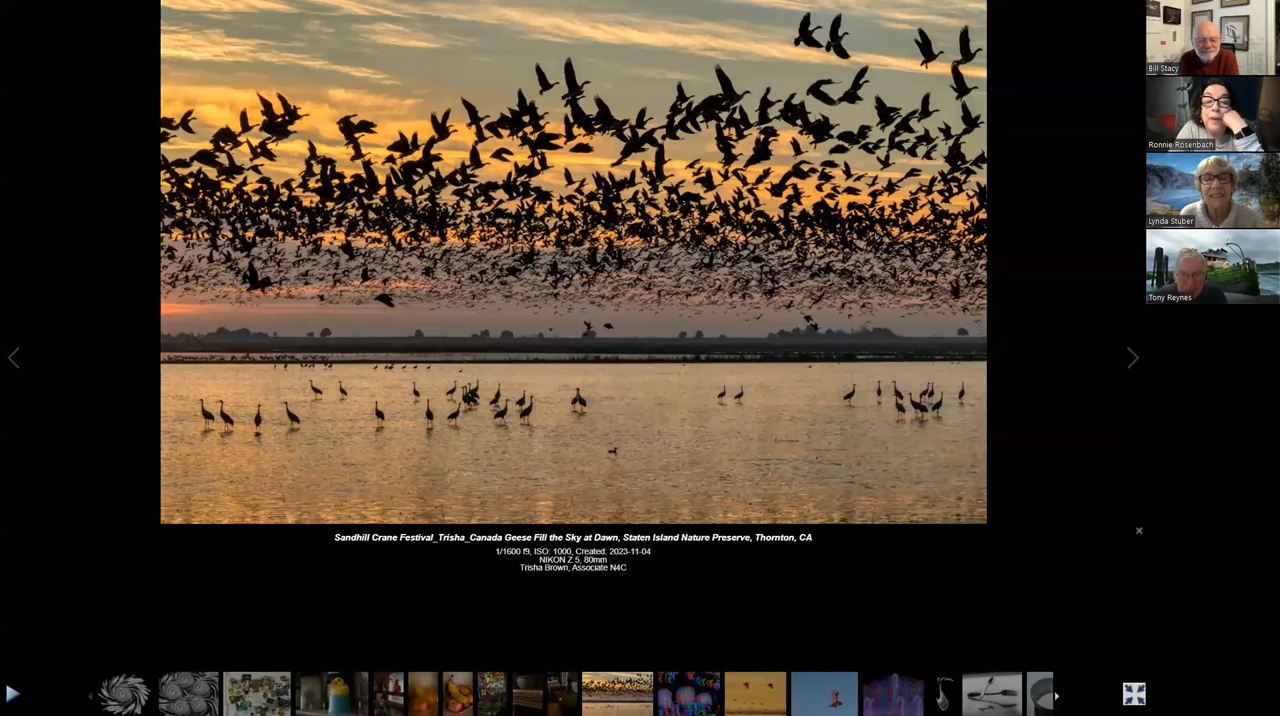 Bill Stacy
Ronnie Rosenbach
Lynda Stuber
Tony Reynes
Sandhill Crane Festival_Trisha_Canada Geese Fill the Sky at Dawn, Staten Island Nature Preserve, Thornton, CA
1/1600 f9, ISO: 1000, Created: 2023-11-04
NIKON Z 5, 80mm
Trisha Brown, Associate N4C